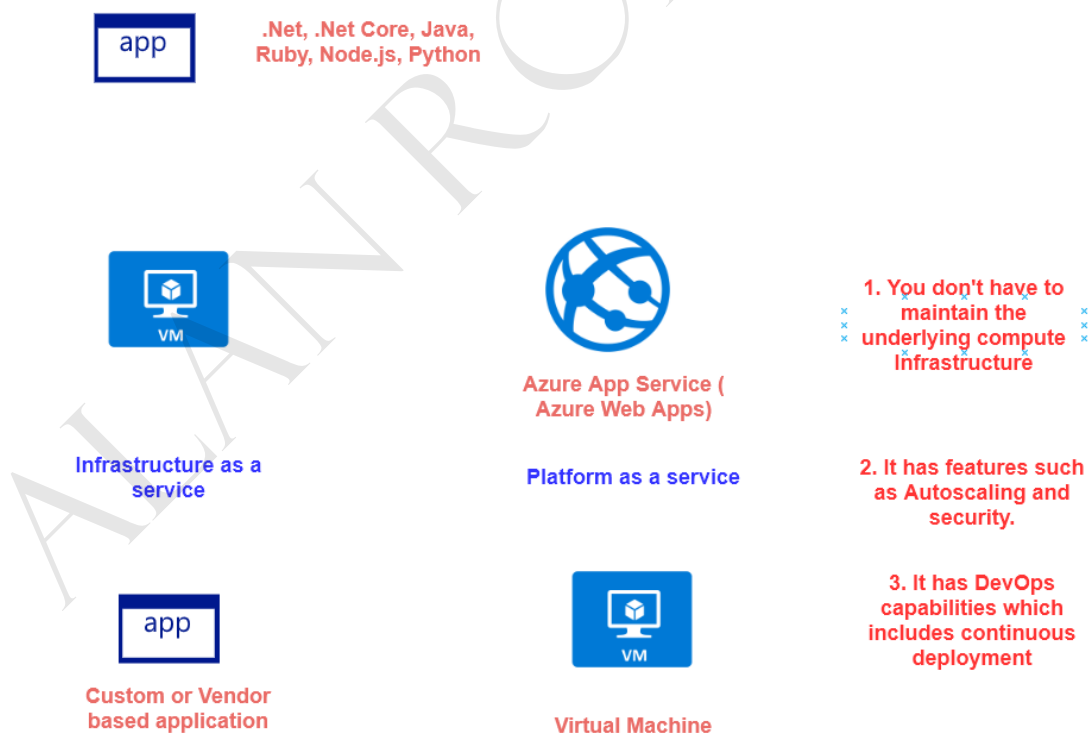 app
.Net, .Net Core, Java,
Ruby, Node.js, Python
VM
Azure App Service (
Azure Web Apps)
1. You don't have to
maintain the
underlying compute
Infrastructure
Infrastructure as a
service
Platform as a service
2. It has features such
as Autoscaling and
security.
app
Custom or Vendor
based application
VM
Virtual Machine
3. It has DevOps
capabilities which
includes continuous
deployment
ALAN RO